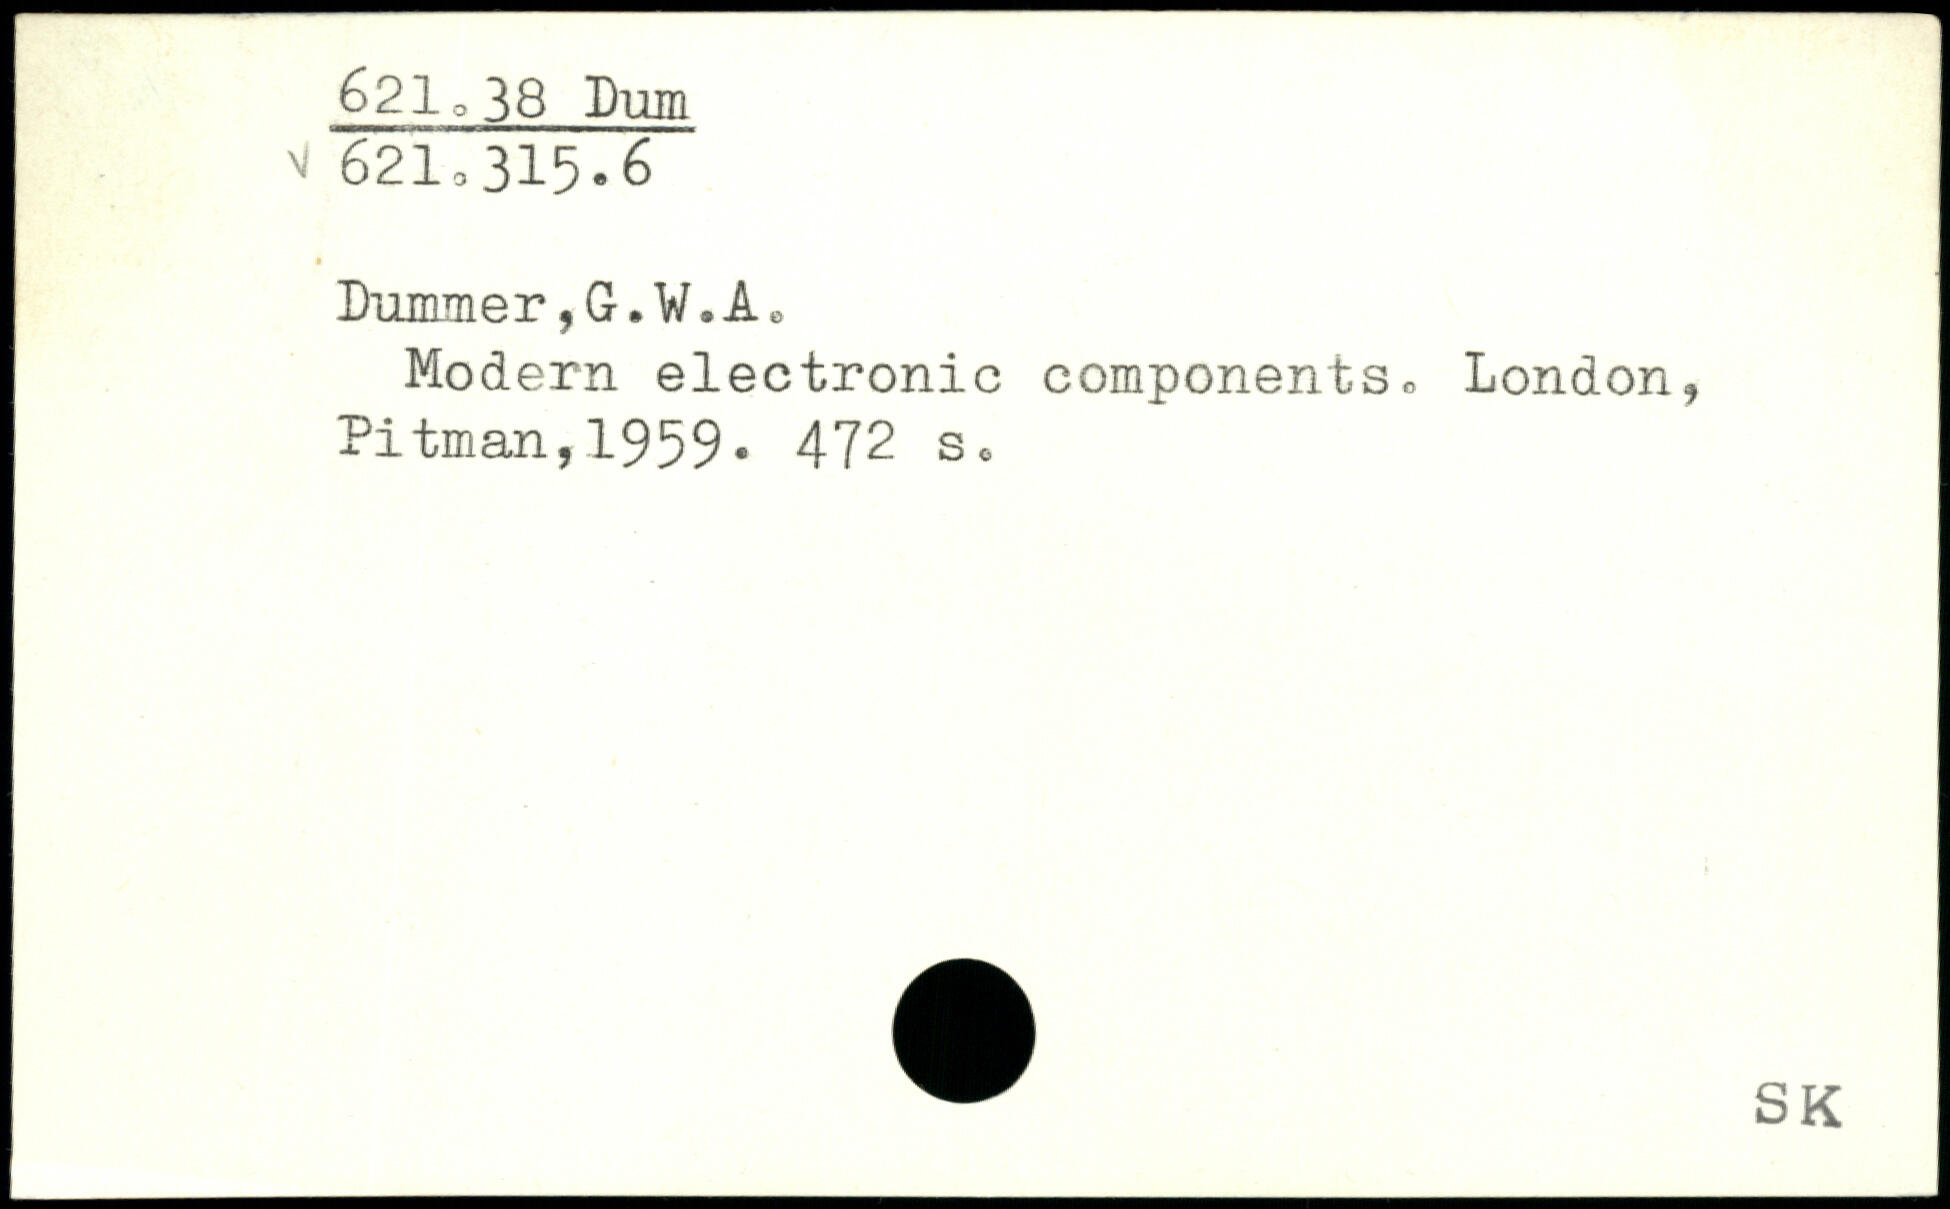 621.38 Dum
v 621.315.6
Dummer,G.W.A.
Modern electronic components. London,
Pitman,1959. 472 s.
SK